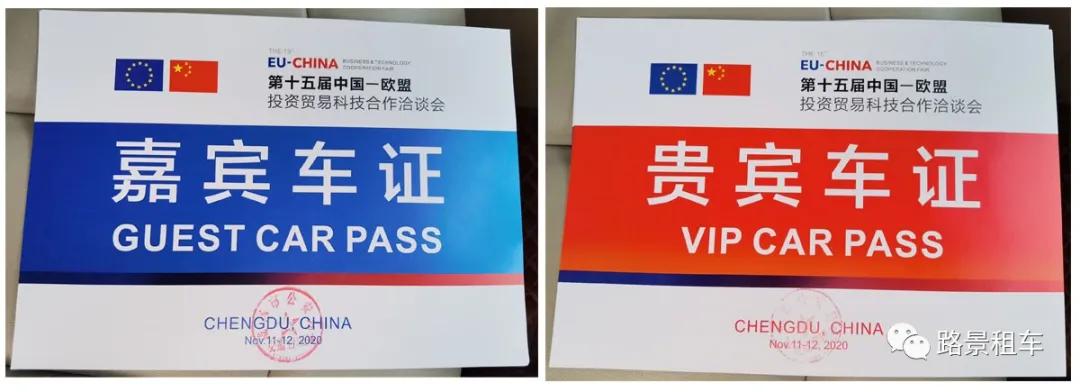 THE 15TH
EU-CHINA
BUSINESS & TECHNOLOGY
COOPERATION FAIR
第十五届中国—欧盟
投资贸易科技合作洽谈会
嘉宾车证
GUEST CAR PASS
CHENGDU, CHINA
Nov.11-12, 2020
THE 15TH
EU-CHINA
BUSINESS & TECHNOLOGY
COOPERATION FAIR
第十五届中国—欧盟
投资贸易科技合作洽谈会
贵宾车证
VIP CAR PASS
CHENGDU, CHINA
Nov.11-12, 2020
路景租车